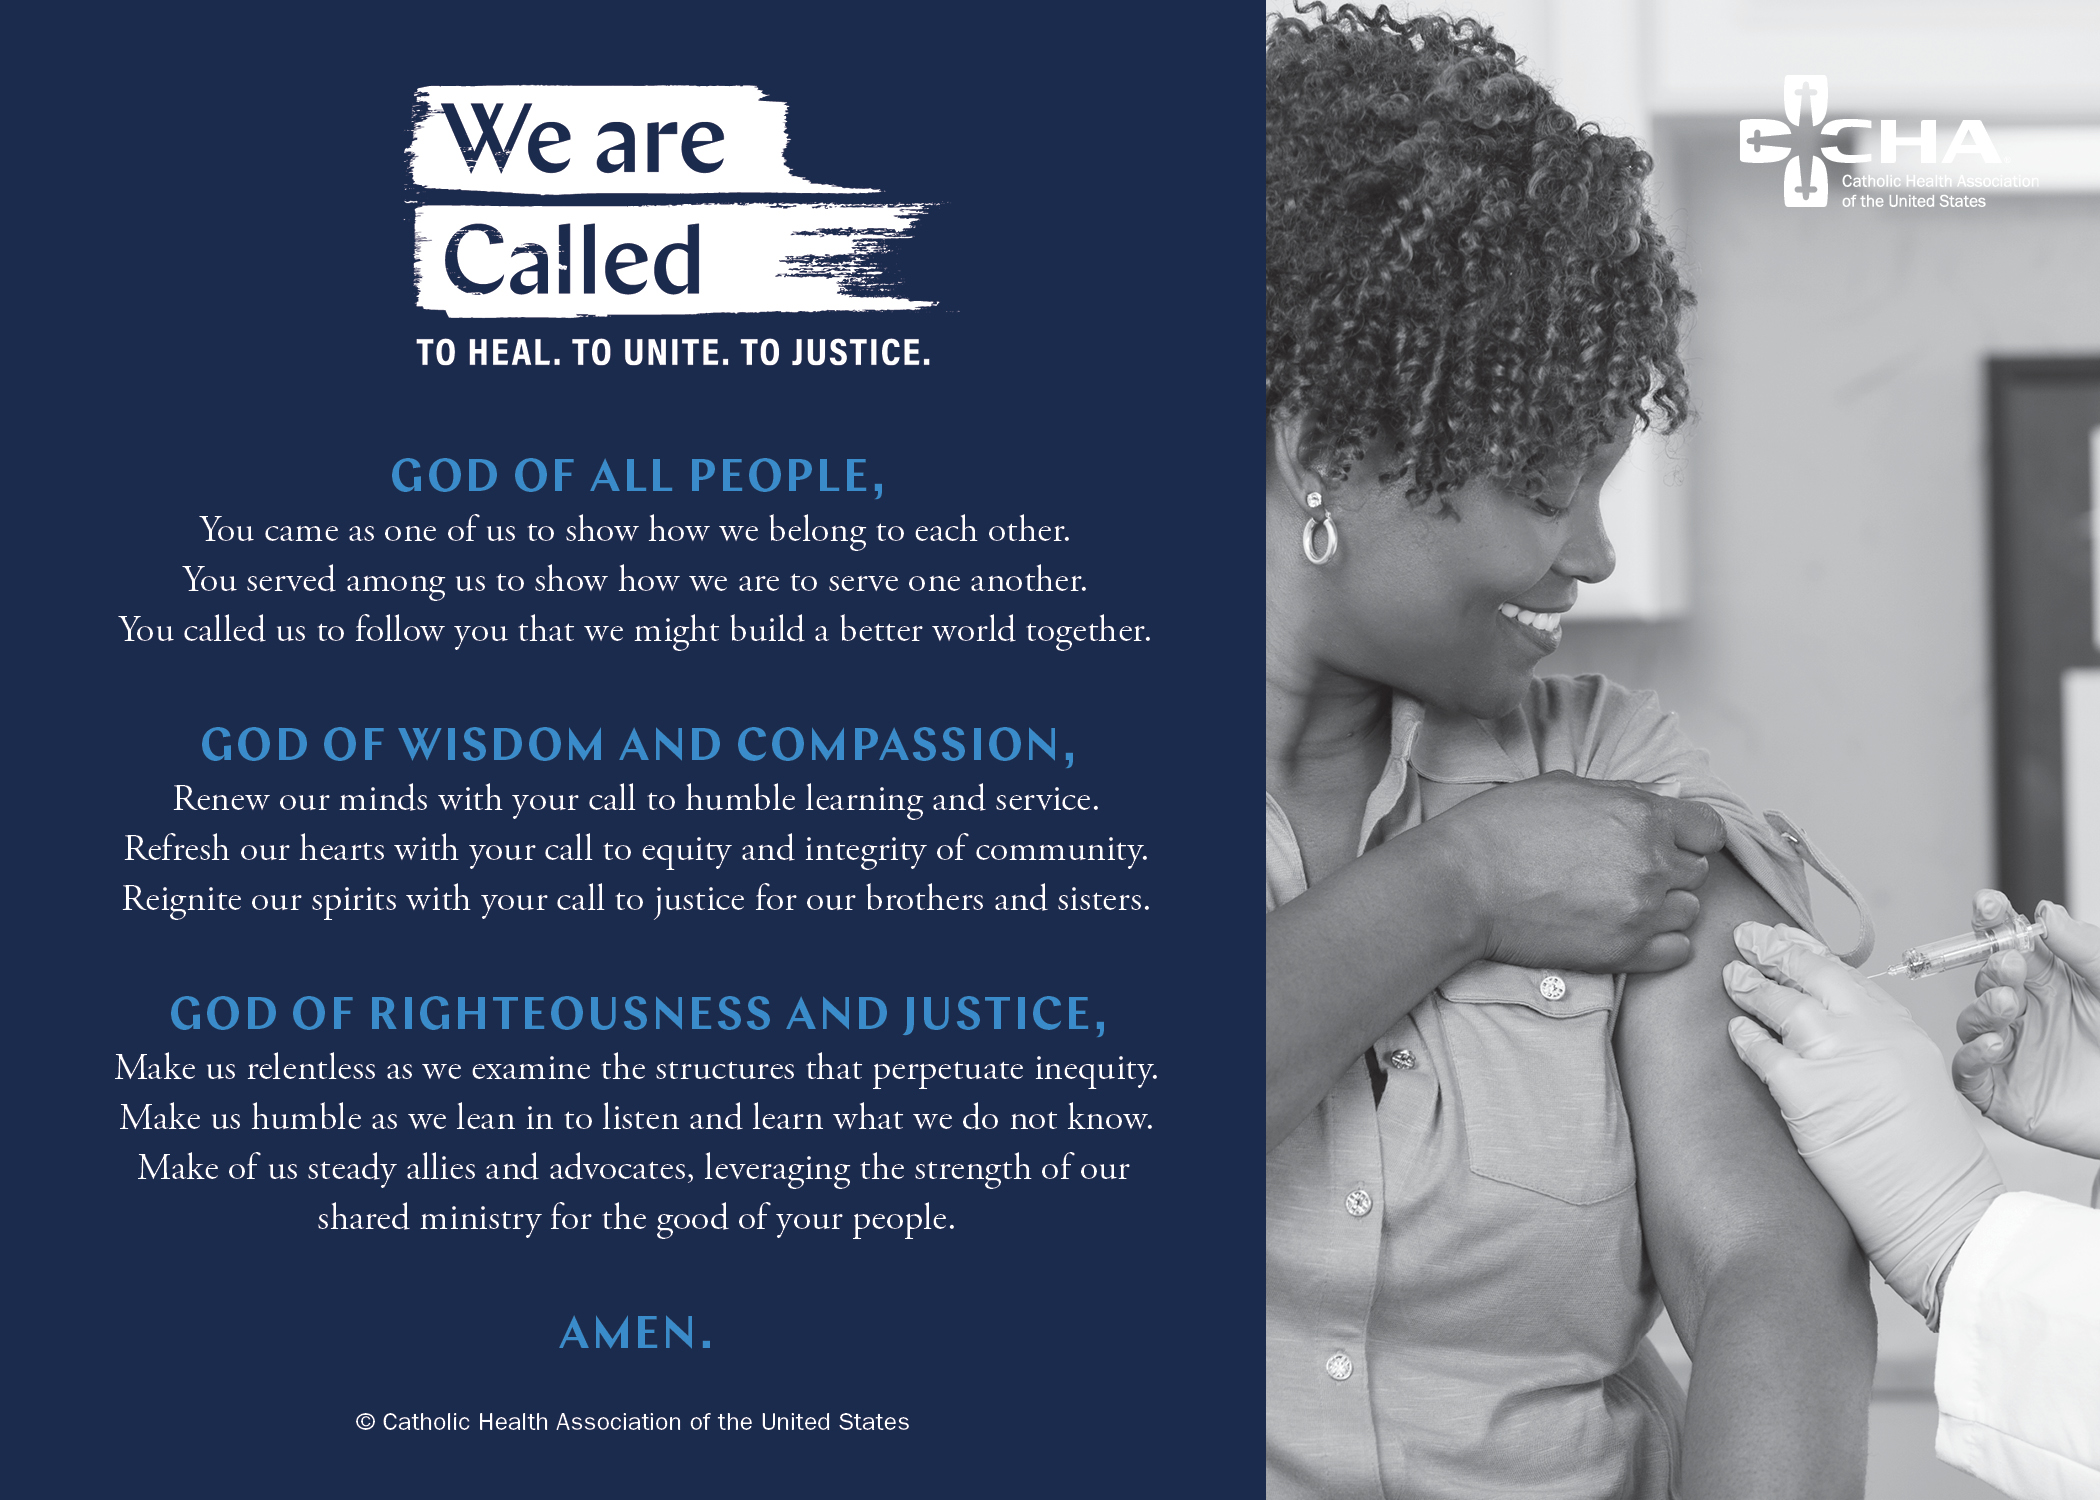 We are
Called
TO HEAL. TO UNITE. TO JUSTICE.
GOD OF ALL PEOPLE,
You came as one of us to show how we belong to each other.
You served among us to show how we are to serve one another.
You called us to follow you that we might build a better world together.
GOD OF WISDOM AND COMPASSION,
Renew our minds with your call to humble learning and service.
Refresh our hearts with your call to equity and integrity of community.
Reignite our spirits with your call to justice for our brothers and sisters.
GOD OF RIGHTEOUSNESS AND JUSTICE,
Make us relentless as we examine the structures that perpetuate inequity.
Make us humble as we lean in to listen and learn what we do not know.
Make of us steady allies and advocates, leveraging the strength of our
shared ministry for the good of your people.
AMEN.
© Catholic Health Association of the United States
CHA
Catholic Health Association
of the United States